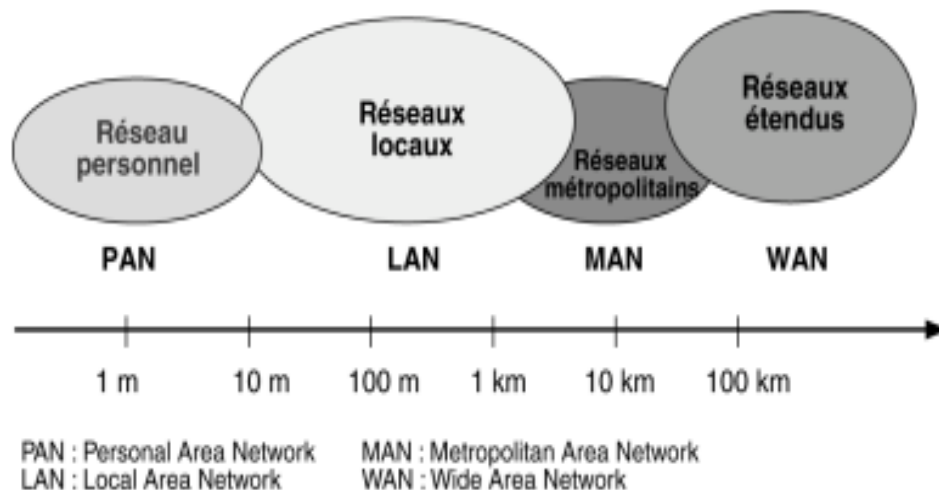 Réseau
personnel
Réseaux
locaux
Réseaux
métropolitains
Réseaux
étendus
PAN LAN MAN WAN
1 m 10 m 100 m 1 km 10 km 100 km
PAN : Personal Area Network MAN : Metropolitan Area Network
LAN : Local Area Network WAN : Wide Area Network